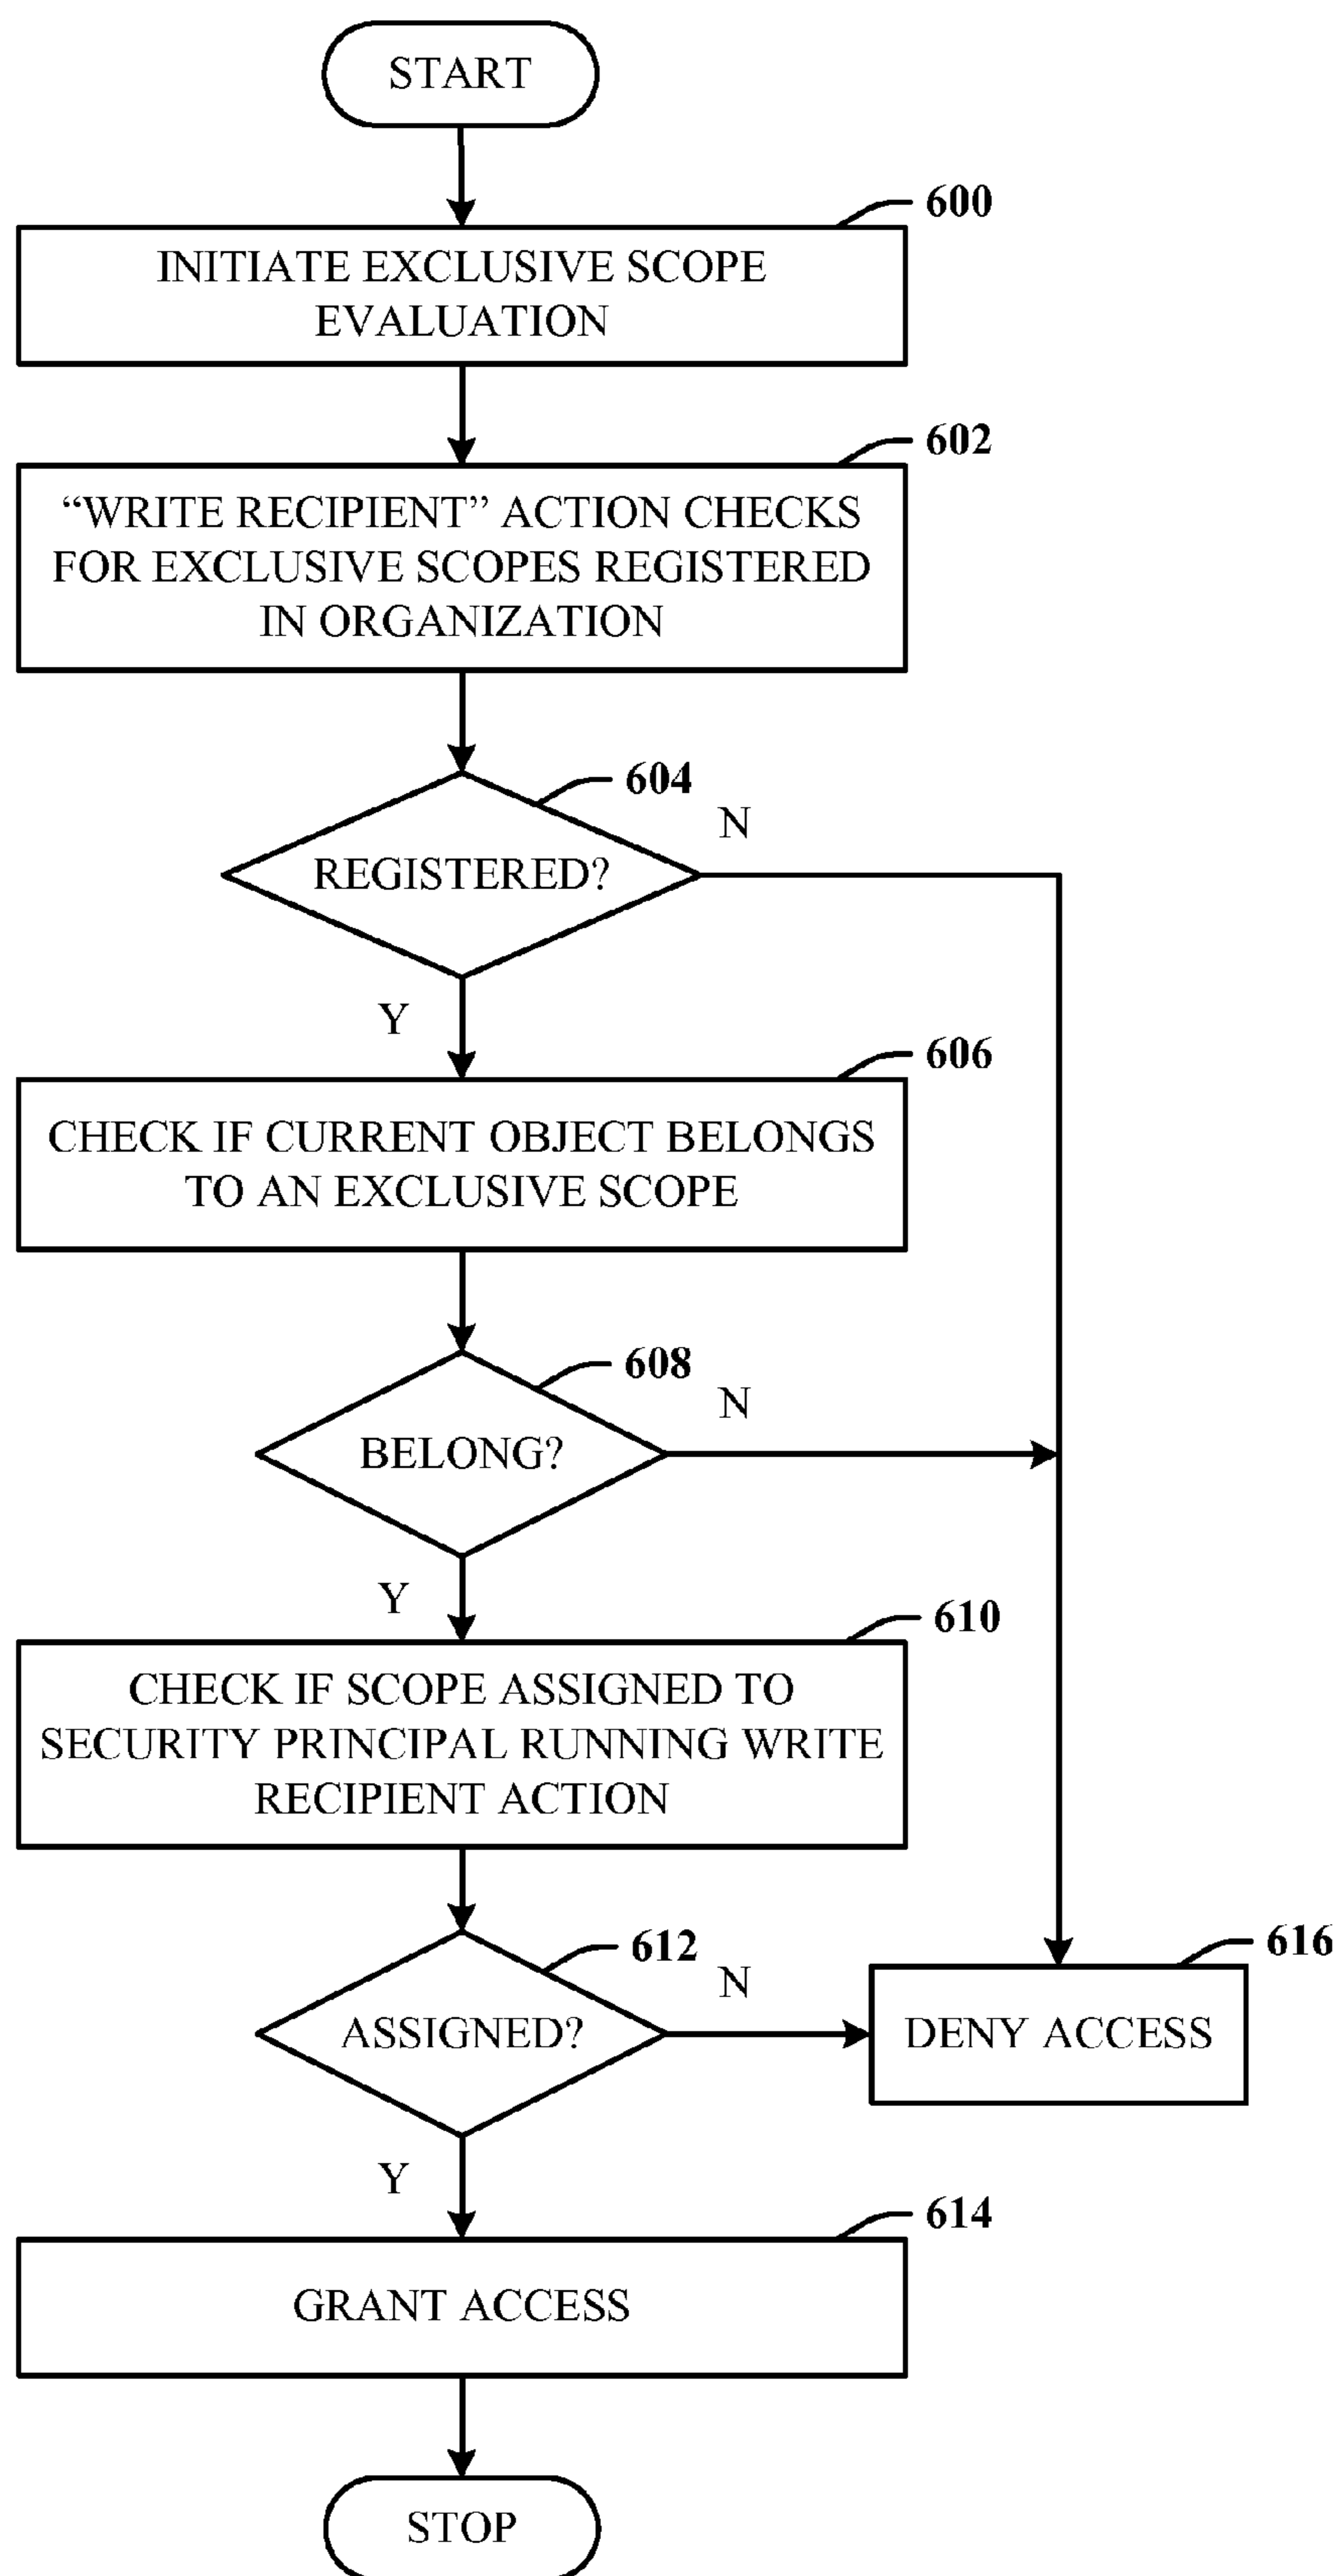 START
600
INITIATE EXCLUSIVE SCOPE
EVALUATION
602
“WRITE RECIPIENT” ACTION CHECKS
FOR EXCLUSIVE SCOPES REGISTERED
IN ORGANIZATION
604
N
REGISTERED?
Y
606
CHECK IF CURRENT OBJECT BELONGS
TO AN EXCLUSIVE SCOPE
608
N
BELONG?
Y
610
CHECK IF SCOPE ASSIGNED TO
SECURITY PRINCIPAL RUNNING WRITE
RECIPIENT ACTION
612
N
616
ASSIGNED?
DENY ACCESS
Y
614
GRANT ACCESS
STOP